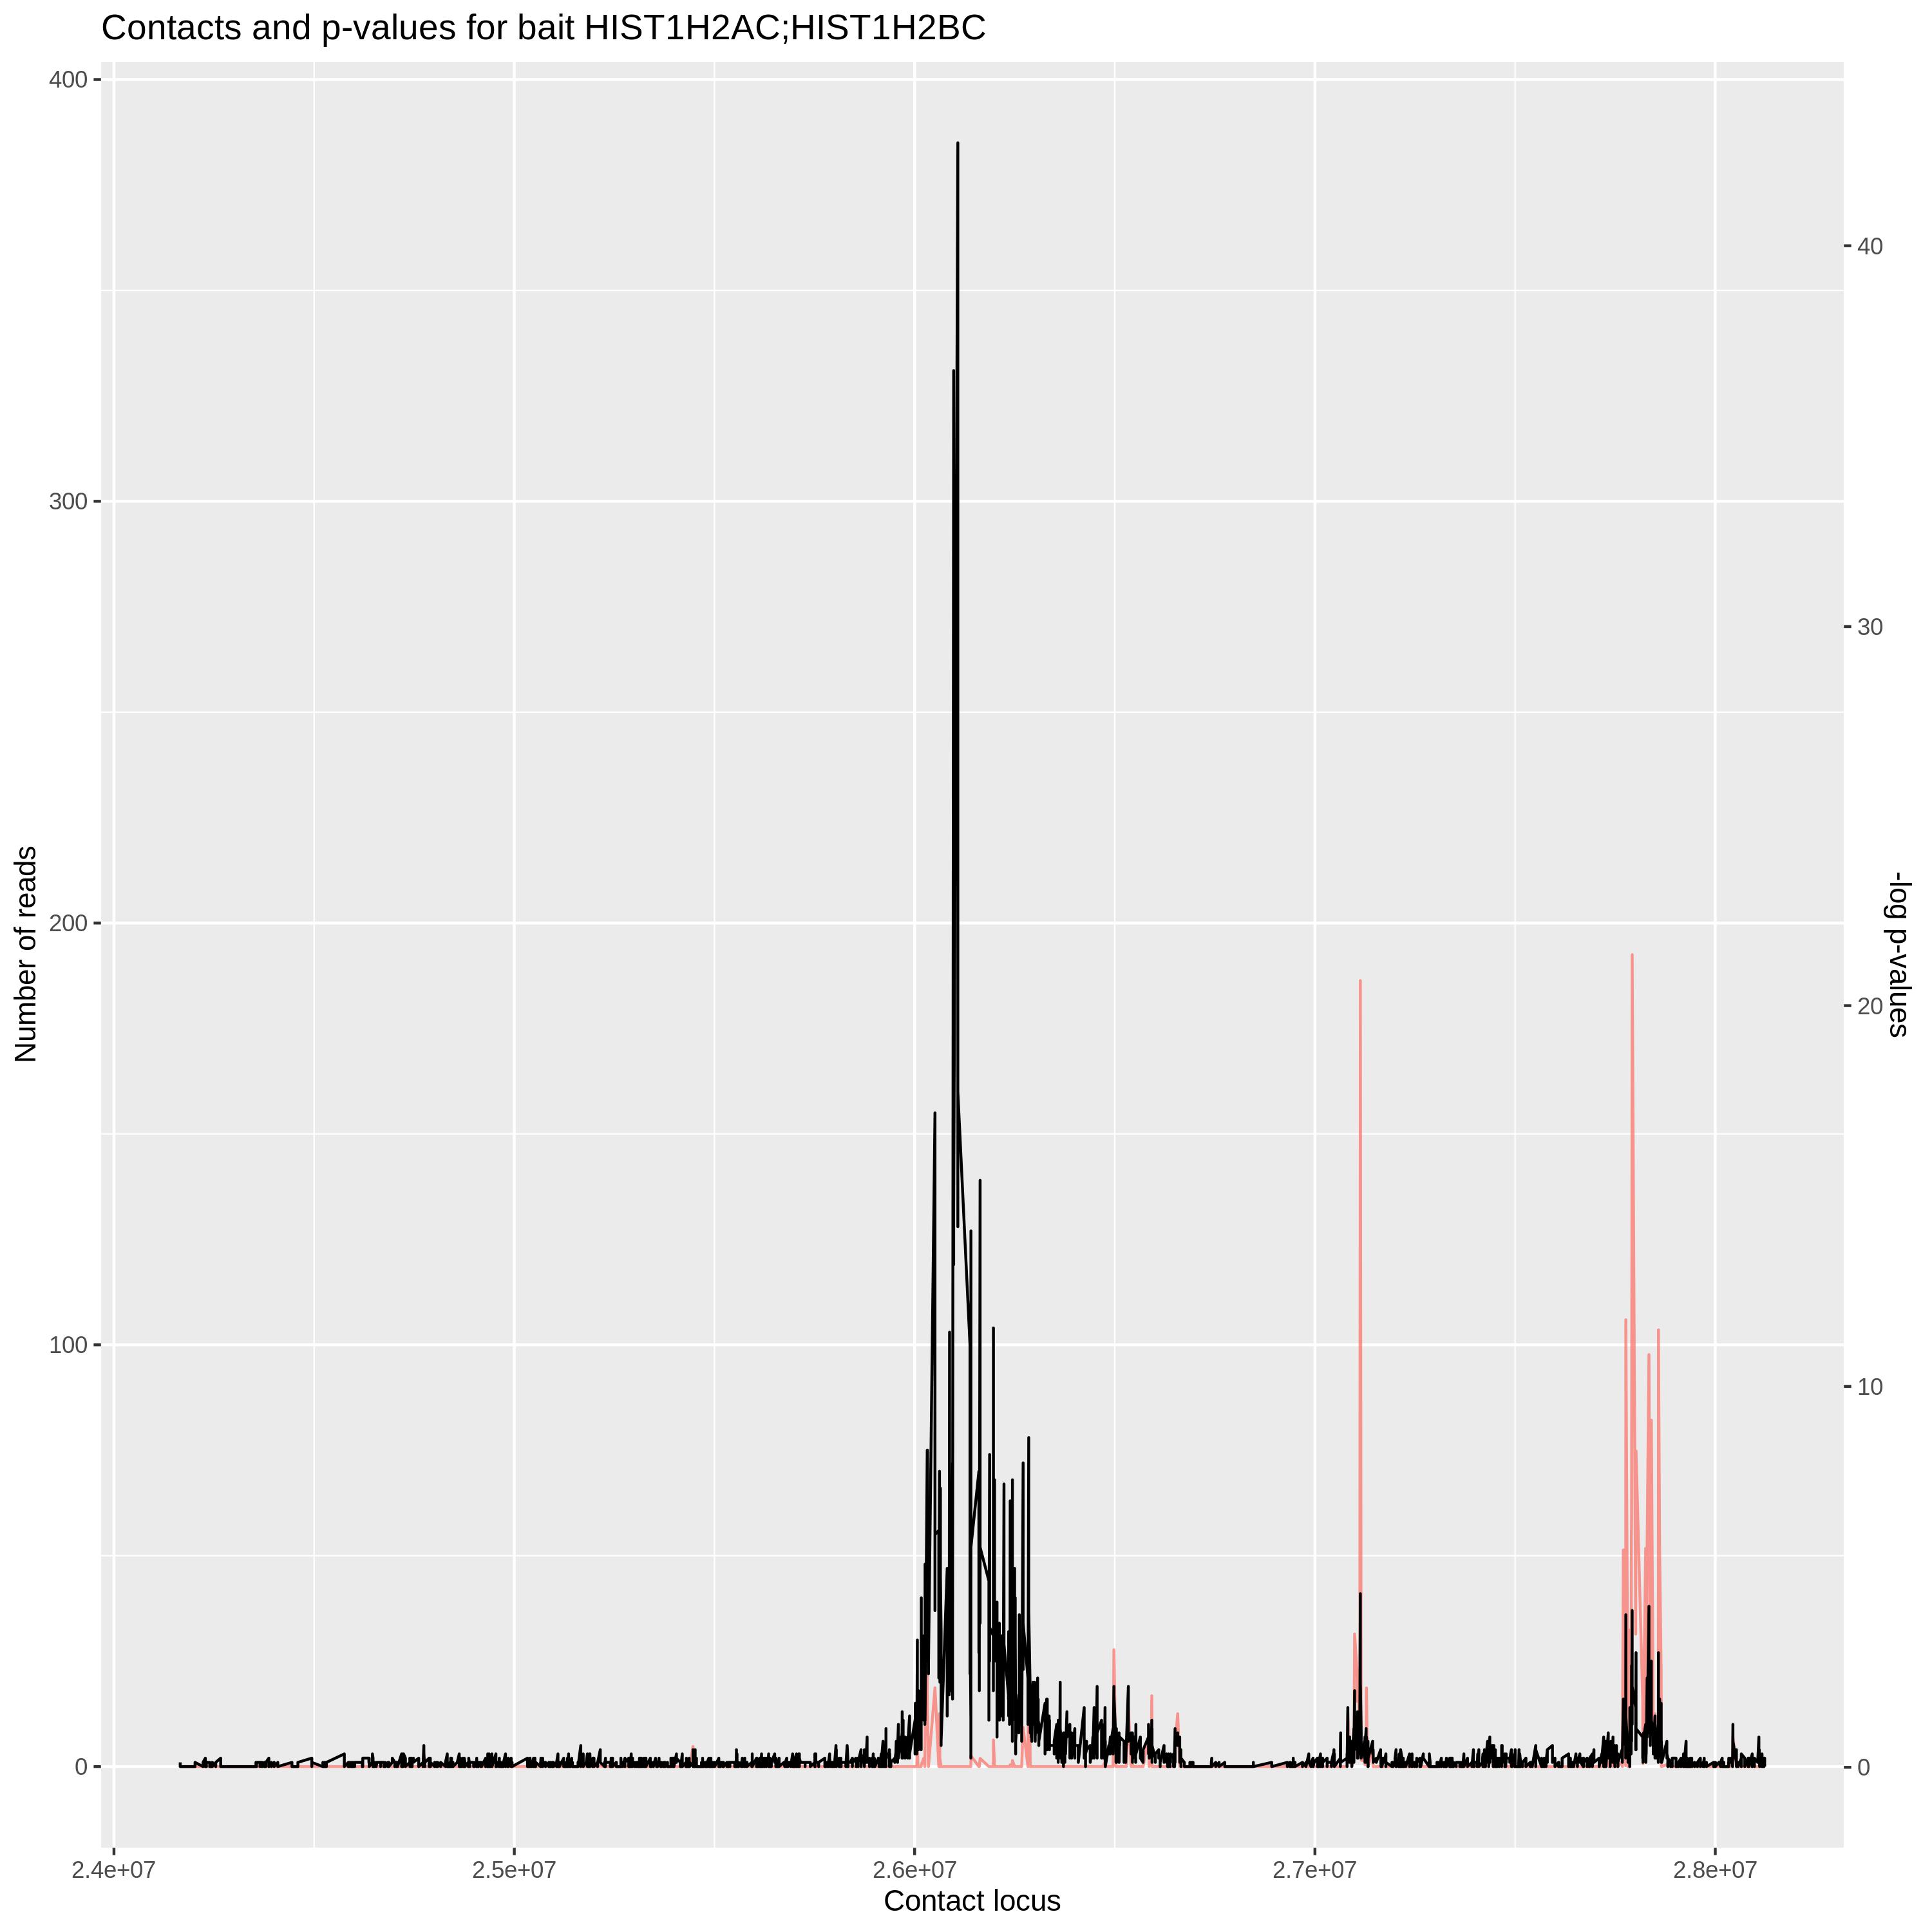 Contacts and p-values for bait HIST1H2AC;HIST1H2BC
400
300
200
100
0
Number of reads
40
30
20
10
0
-log p-values
2.4e+07
2.5e+07
2.6e+07
2.7e+07
2.8e+07
Contact locus